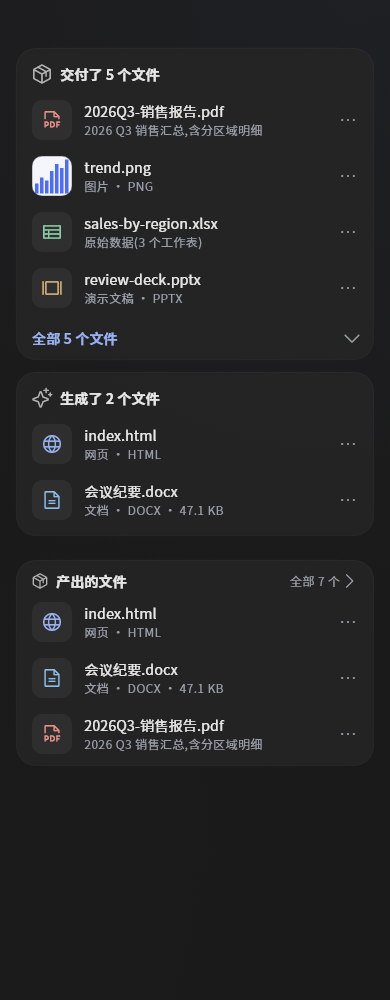 交付了 5 个文件
2026Q3-销售报告.pdf
PDF
2026 Q3 销售汇总,含分区域明细
trend.png
图片 • PNG
sales-by-region.xlsx
原始数据(3 个工作表)
review-deck.pptx
演示文稿 • PPTX
全部 5 个文件
生成了 2 个文件
index.html
网页 • HTML
会议纪要.docx
文档 • DOCX • 47.1 KB
产出的文件
全部 7 个
index.html
网页 • HTML
会议纪要.docx
文档 • DOCX • 47.1 KB
2026Q3-销售报告.pdf
PDF
2026 Q3 销售汇总,含分区域明细